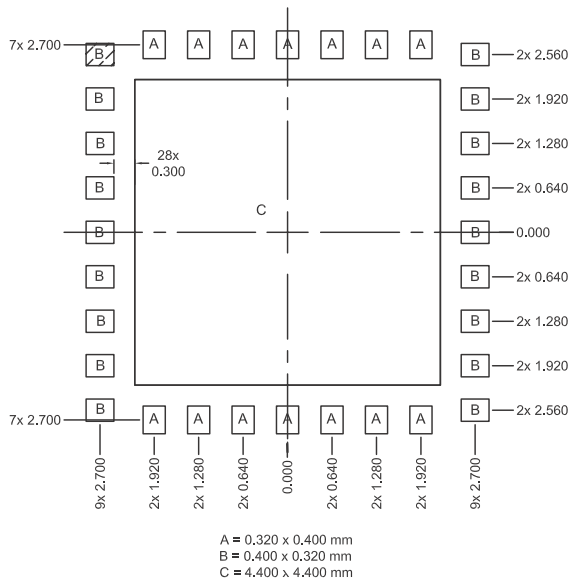 7x 2.700 A A A A A A A
B B 2x 2.560
B B 2x 1.920
B B 2x 1.280
28x
0.300
B B 2x 0.640
C
B B 0.000
B B 2x 0.640
B B 2x 1.280
B B 2x 1.920
B B 2x 2.560
7x 2.700 A A A A A A A
9x 2.700 2x 1.920 2x 1.280 2x 0.640 0.000 2x 0.640 2x 1.280 2x 1.920 9x 2.700
A = 0.320 x 0.400 mm
B = 0.400 x 0.320 mm
C = 4.400 x 4.400 mm